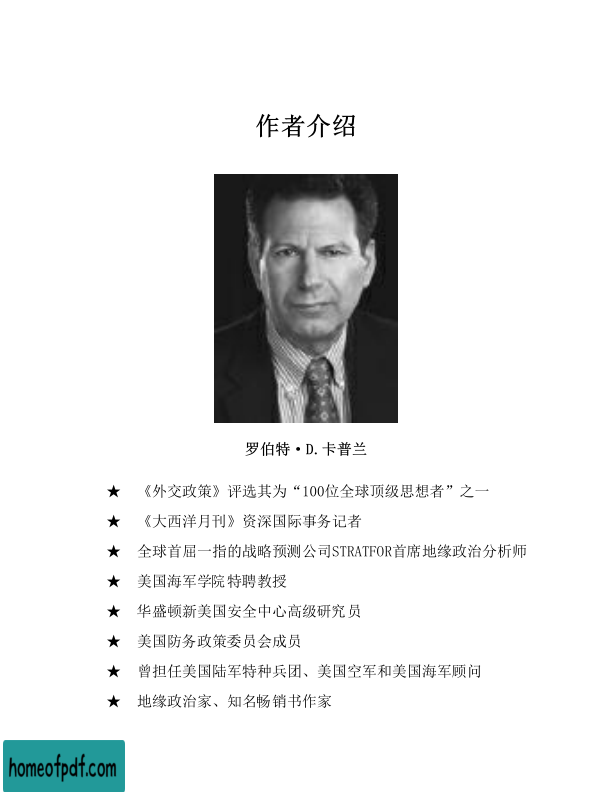 作者介绍
罗伯特·D.卡普兰
★ 《外交政策》评选其为“100位全球顶级思想者”之一
★ 《大西洋月刊》资深国际事务记者
★ 全球首屈一指的战略预测公司STRATFOR首席地缘政治分析师
★ 美国海军学院特聘教授
★ 华盛顿新美国安全中心高级研究员
★ 美国防务政策委员会成员
★ 曾担任美国陆军特种兵团、美国空军和美国海军顾问
★ 地缘政治家、知名畅销书作家
homeofpdf.com